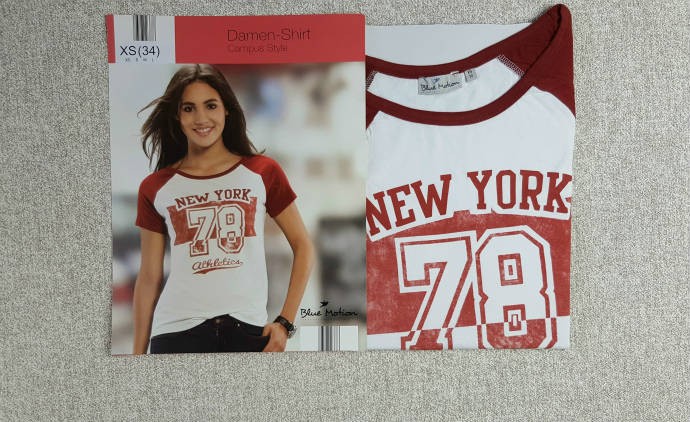 XS(34)
Damen-Shirt
Campus Style
NEW YORK
78
Athletics
Blue Motion
Blue Motion
NEW YORK
78